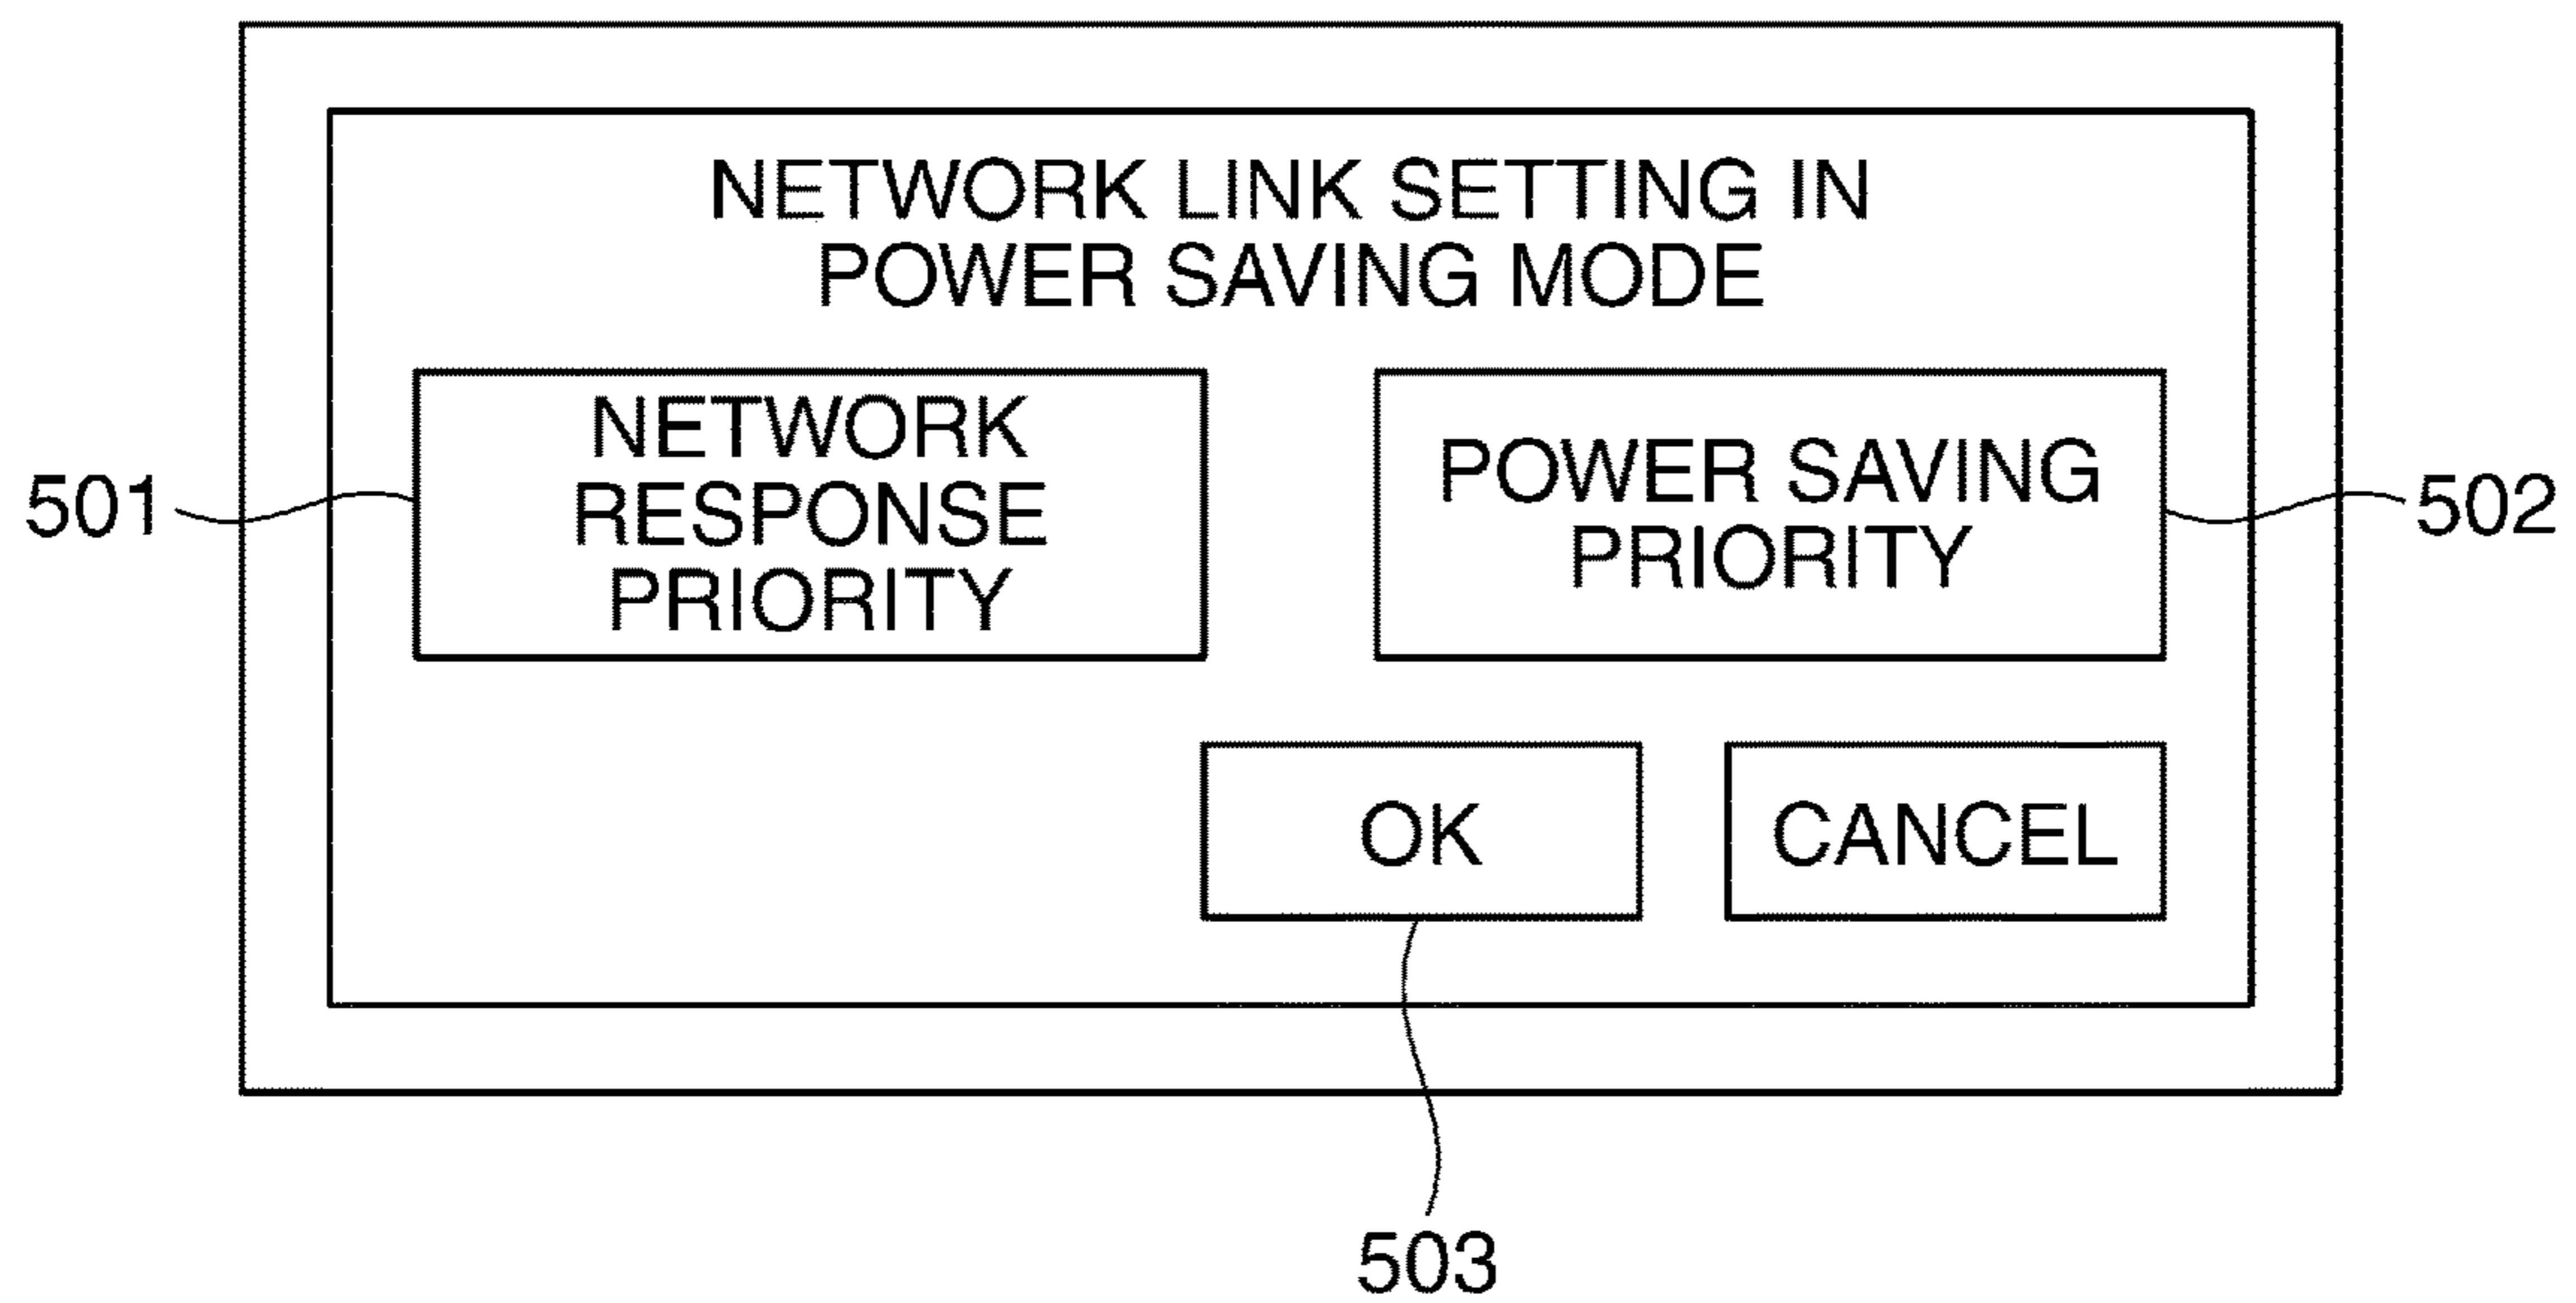 NETWORK LINK SETTING IN
POWER SAVING MODE
NETWORK
RESPONSE
PRIORITY
POWER SAVING
PRIORITY
501
502
OK
CANCEL
503